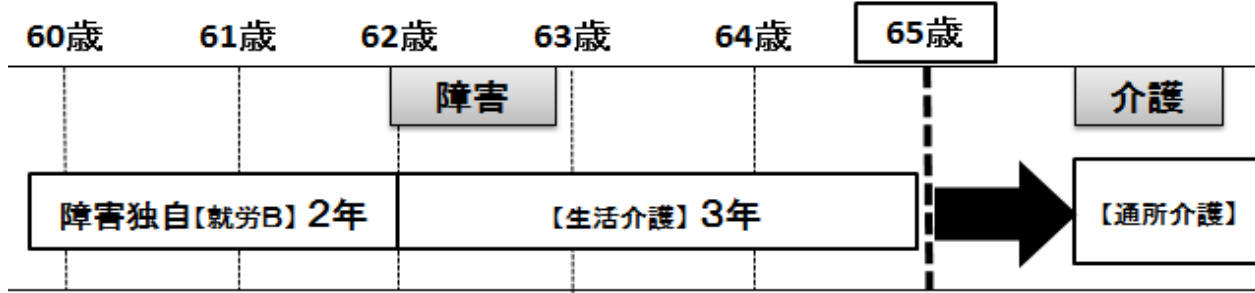 60歳 61歳 62歳 63歳 64歳 65歳
障害 介護
障害独自【就労B】2年 【生活介護】3年 【通所介護】